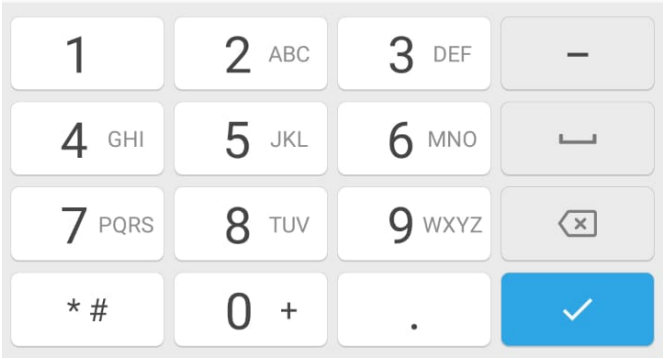 1 2 ABC 3 DEF –
4 GHI 5 JKL 6 MNO
7 PQRS 8 TUV 9 WXYZ
* # 0 + .